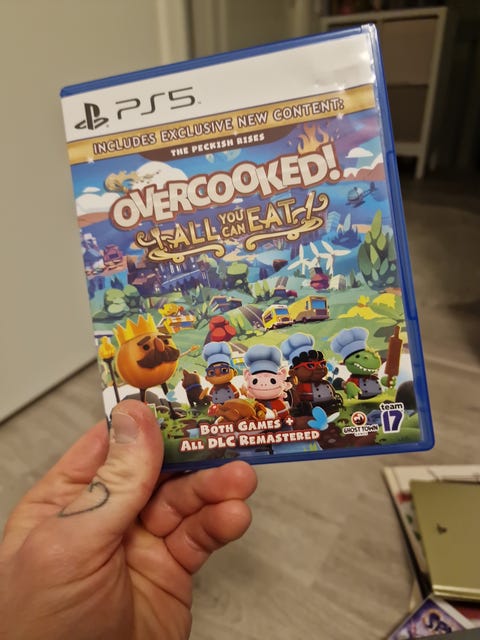 PS5
INCLUDES EXCLUSIVE NEW CONTENT:
THE PECKISH RISES
OVERCOOKED!
ALL YOU CAN EAT!
BOTH GAMES +
ALL DLC REMASTERED
GHOST TOWN
team
17